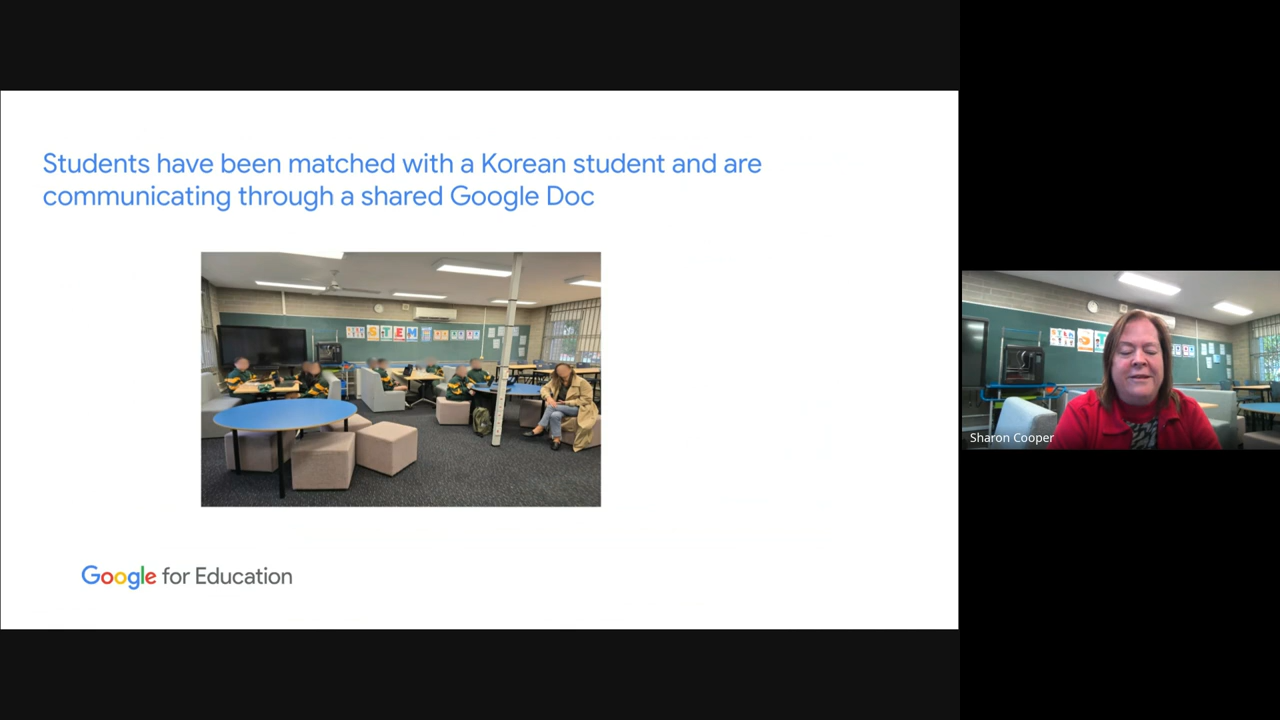 Students have been matched with a Korean student and are
communicating through a shared Google Doc
STEM
Google for Education
Sharon Cooper